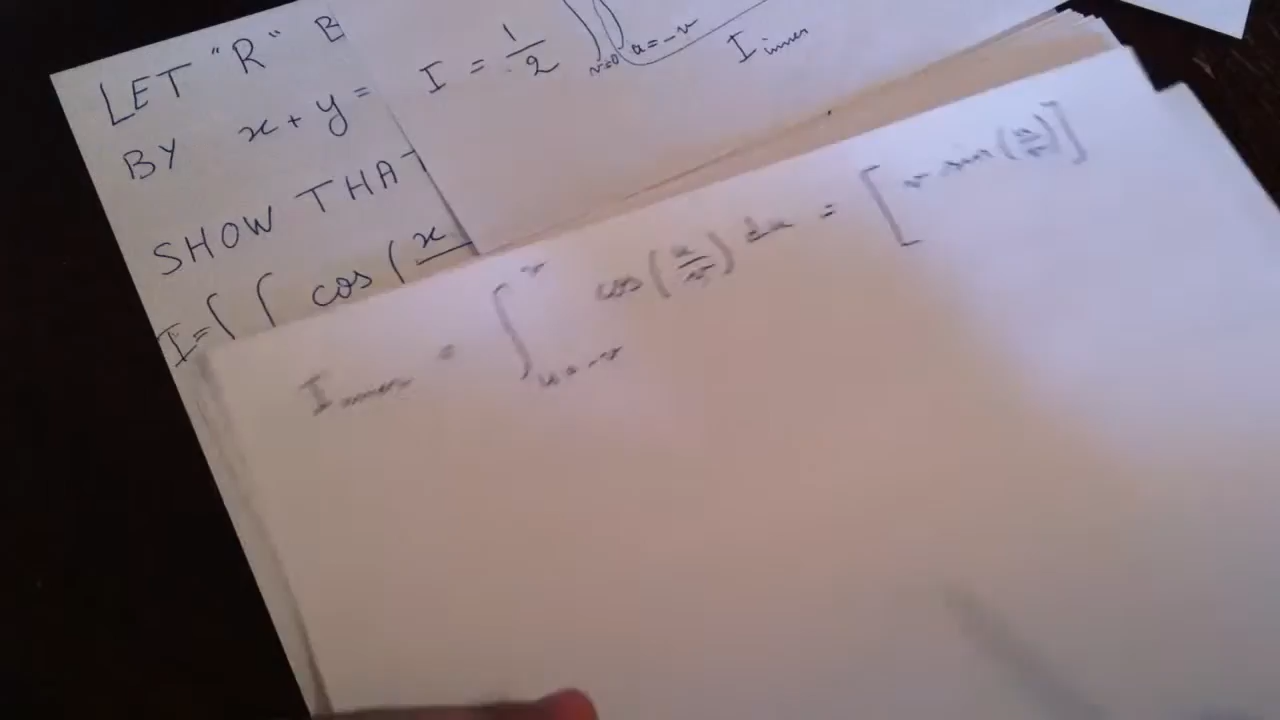 LET "R" B
BY x + y =
SHOW THAT
I = ∫ ∫ cos ( x
I = 1/2 ∫ ∫ v=0 u=-v
I inner
I inner = ∫_{u=-v}^{v} cos (u/v) du = [ v sin (u/v) ]